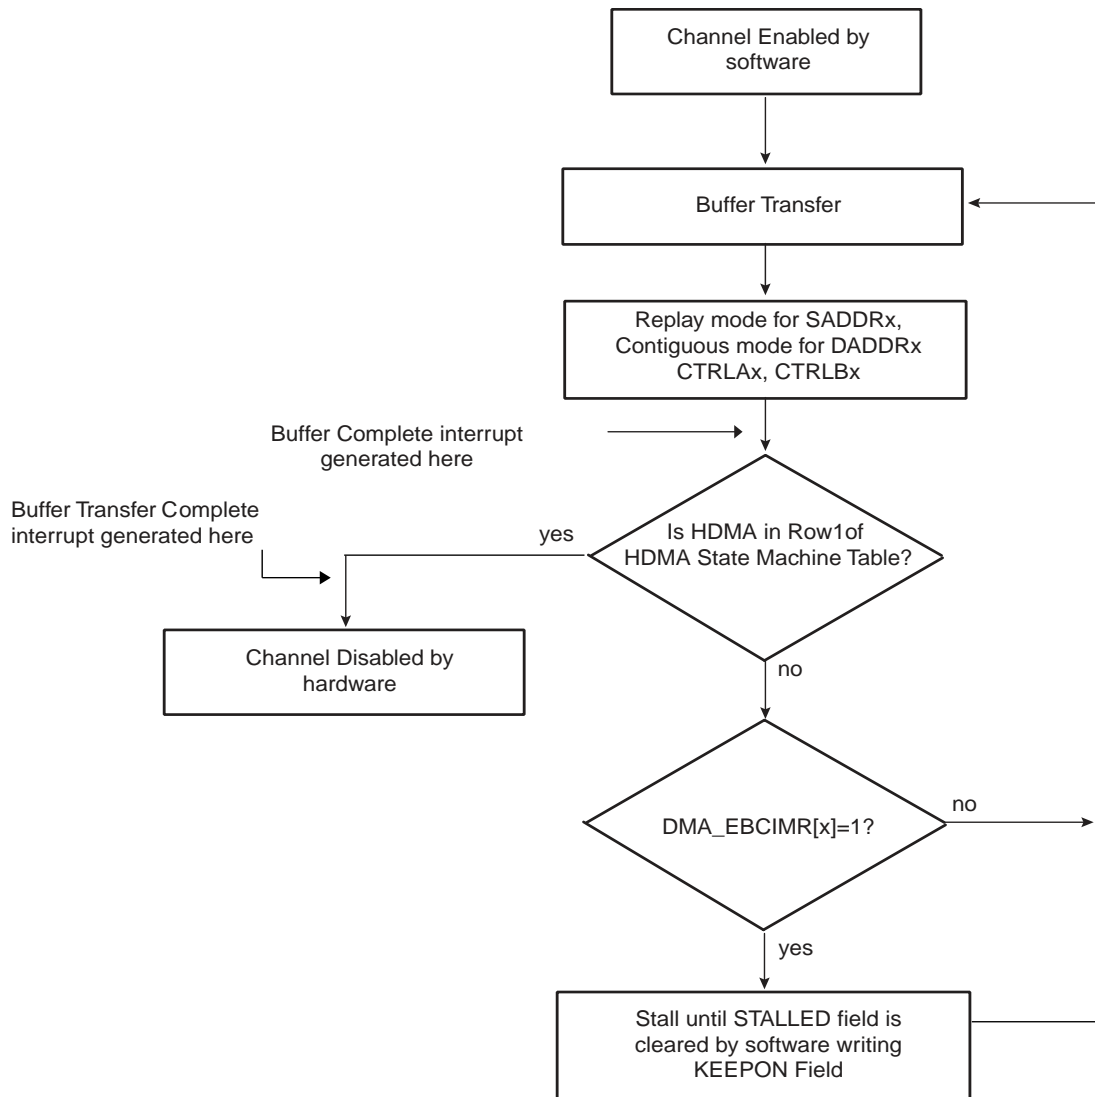 Channel Enabled by
software
Buffer Transfer
Replay mode for SADDRx,
Contiguous mode for DADDRx
CTRLAx, CTRLBx
Buffer Complete interrupt
generated here
Buffer Transfer Complete
interrupt generated here
yes
Is HDMA in Row1of
HDMA State Machine Table?
Channel Disabled by
hardware
no
DMA_EBCIMR[x]=1?
no
yes
Stall until STALLED field is
cleared by software writing
KEEPON Field